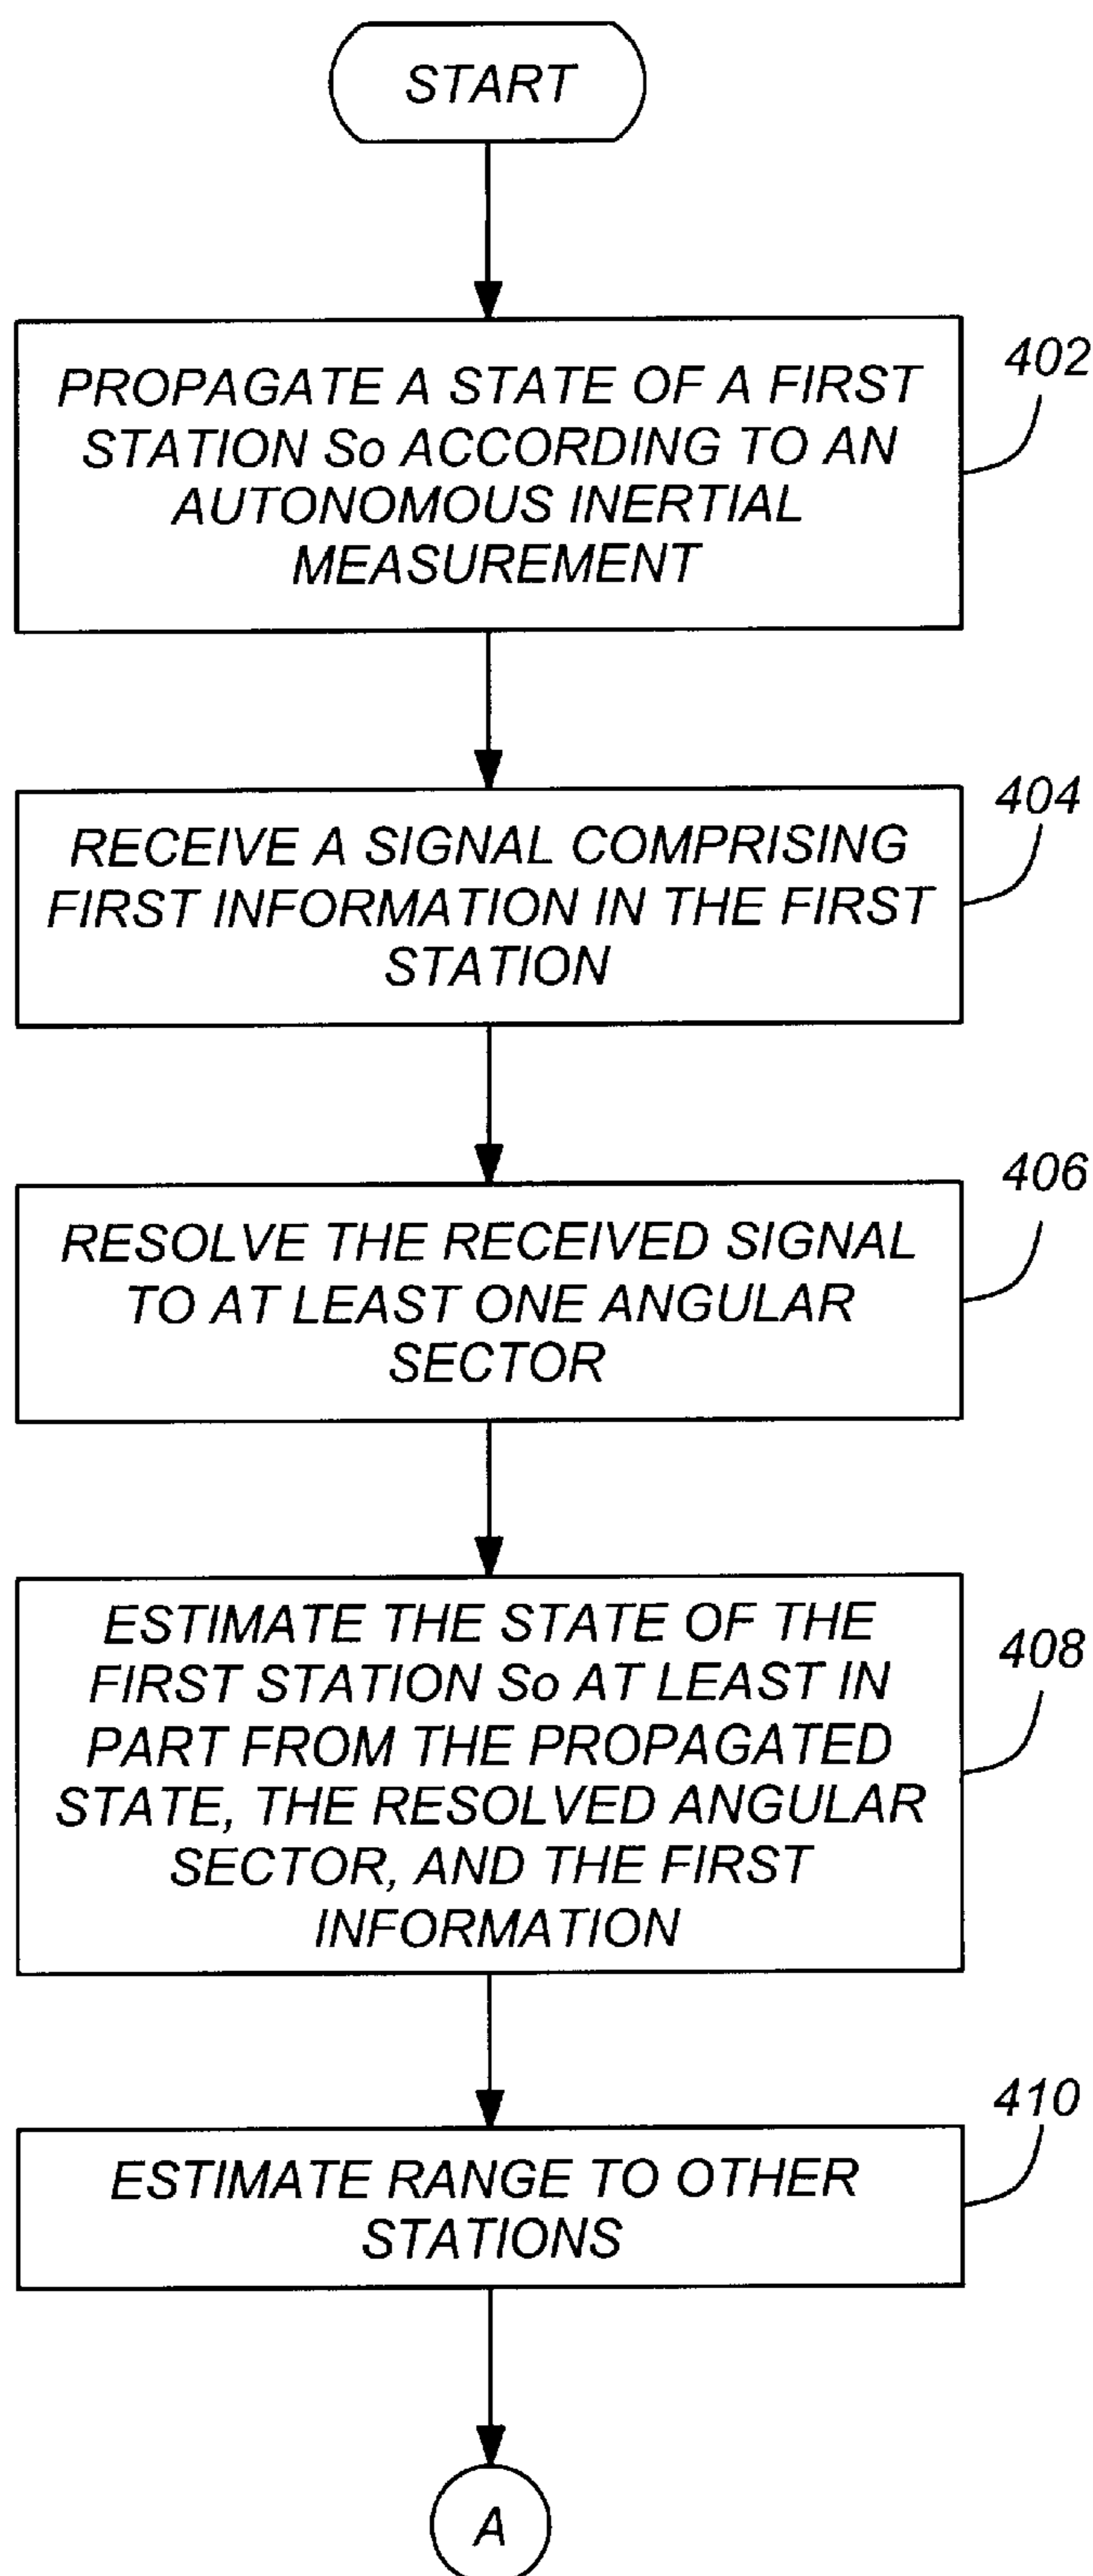 START
PROPAGATE A STATE OF A FIRST
STATION So ACCORDING TO AN
AUTONOMOUS INERTIAL
MEASUREMENT
402
RECEIVE A SIGNAL COMPRISING
FIRST INFORMATION IN THE FIRST
STATION
404
RESOLVE THE RECEIVED SIGNAL
TO AT LEAST ONE ANGULAR
SECTOR
406
ESTIMATE THE STATE OF THE
FIRST STATION So AT LEAST IN
PART FROM THE PROPAGATED
STATE, THE RESOLVED ANGULAR
SECTOR, AND THE FIRST
INFORMATION
408
ESTIMATE RANGE TO OTHER
STATIONS
410
A